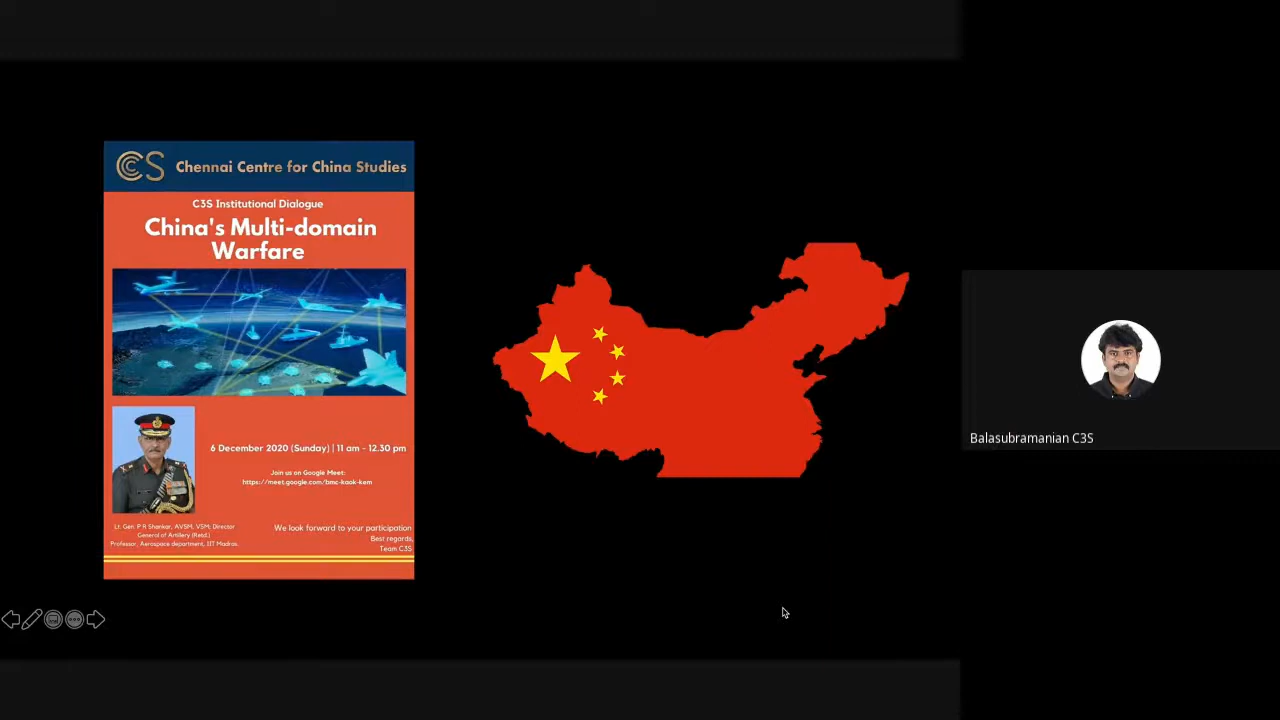 CCCS Chennai Centre for China Studies
C3S Institutional Dialogue
China's Multi-domain
Warfare
6 December 2020 (Sunday) | 11 am - 12.30 pm
Join us on Google Meet:
https://meet.google.com/bmc-kaok-kem
Lt. Gen. P R Shankar, AVSM, VSM; Director
General of Artillery (Retd.)
Professor, Aerospace department, IIT Madras.
We look forward to your participation
Best regards,
Team C3S
Balasubramanian C3S